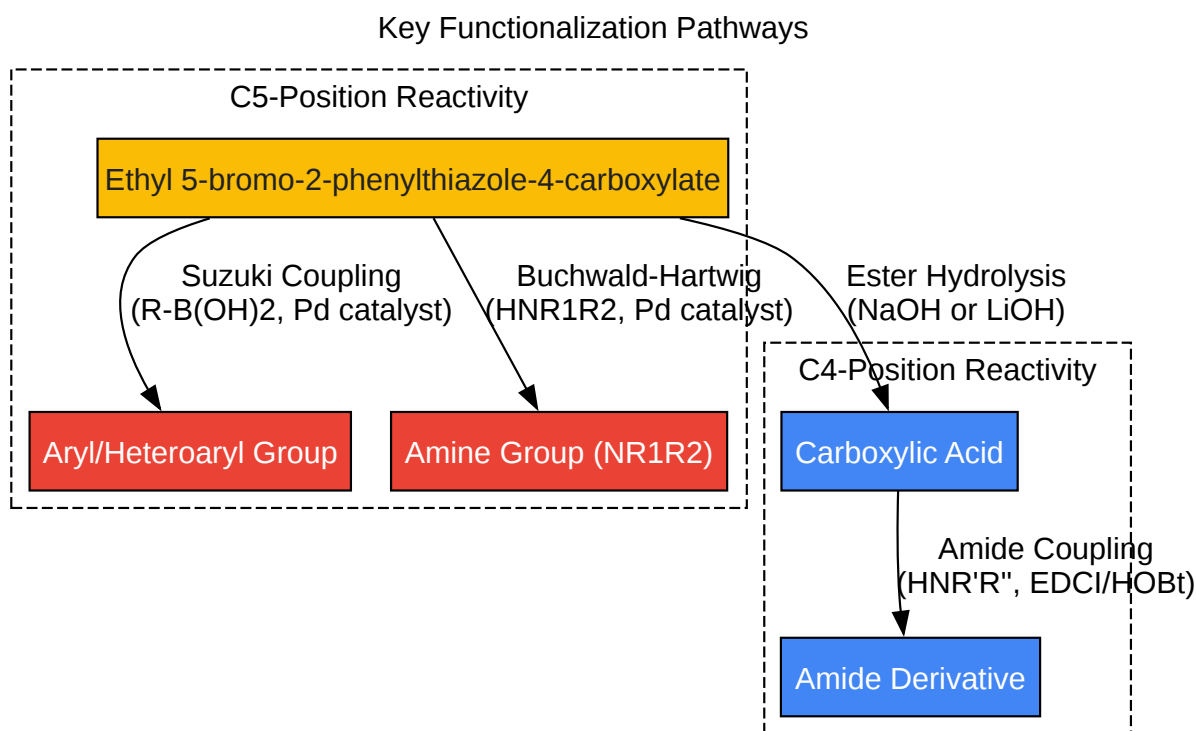 Key Functionalization Pathways
C5-Position Reactivity
Ethyl 5-bromo-2-phenylthiazole-4-carboxylate
Suzuki Coupling
(R-B(OH)2, Pd catalyst)
Buchwald-Hartwig
(HNR1R2, Pd catalyst)
Ester Hydrolysis
(NaOH or LiOH)
C4-Position Reactivity
Aryl/Heteroaryl Group
Amine Group (NR1R2)
Carboxylic Acid
Amide Coupling
(HNR'R'', EDCI/HOBt)
Amide Derivative